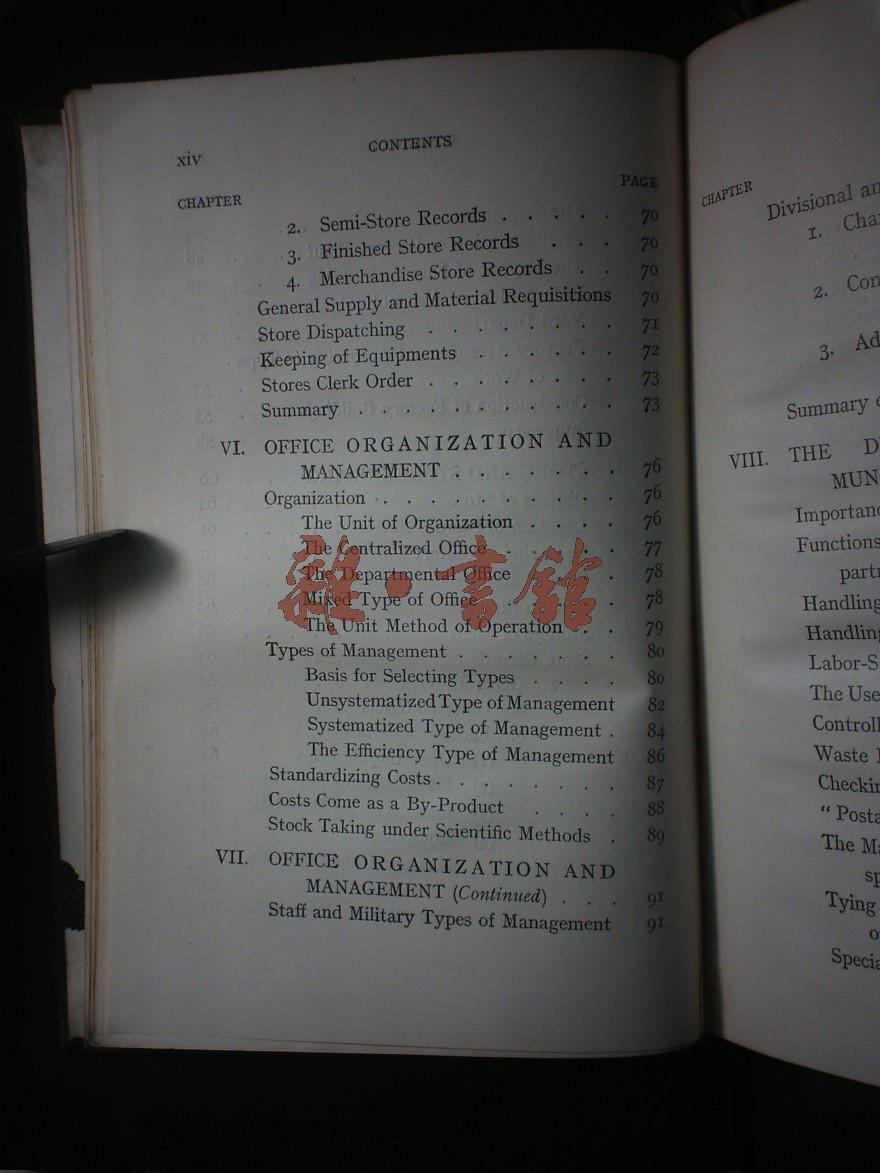 xiv
CONTENTS
CHAPTER
PAGE
2. Semi-Store Records . . . . . 70
3. Finished Store Records . . . 70
4. Merchandise Store Records . . 70
General Supply and Material Requisitions 70
Store Dispatching . . . . . . . 71
Keeping of Equipments . . . . . . 72
Stores Clerk Order . . . . . . . 73
Summary . . . . . . . . . . 73
VI. OFFICE ORGANIZATION AND
MANAGEMENT . . . . . . . 76
Organization . . . . . . . . . 76
The Unit of Organization . . . . 76
The Centralized Office . . . . . 77
The Departmental Office . . . . 78
Mixed Type of Office . . . . . 78
The Unit Method of Operation . . 79
Types of Management . . . . . . . 80
Basis for Selecting Types . . . . 80
Unsystematized Type of Management 82
Systematized Type of Management . 84
The Efficiency Type of Management 86
Standardizing Costs . . . . . . . . 87
Costs Come as a By-Product . . . . 88
Stock Taking under Scientific Methods . 89
VII. OFFICE ORGANIZATION AND
MANAGEMENT (Continued) . . . 91
Staff and Military Types of Management 91
雜·書館
CHAPTER
Divisional
1.
2.
3.
Summary
VIII. THE
Functions
Handling
Handling
The Use
Waste
The
Tying